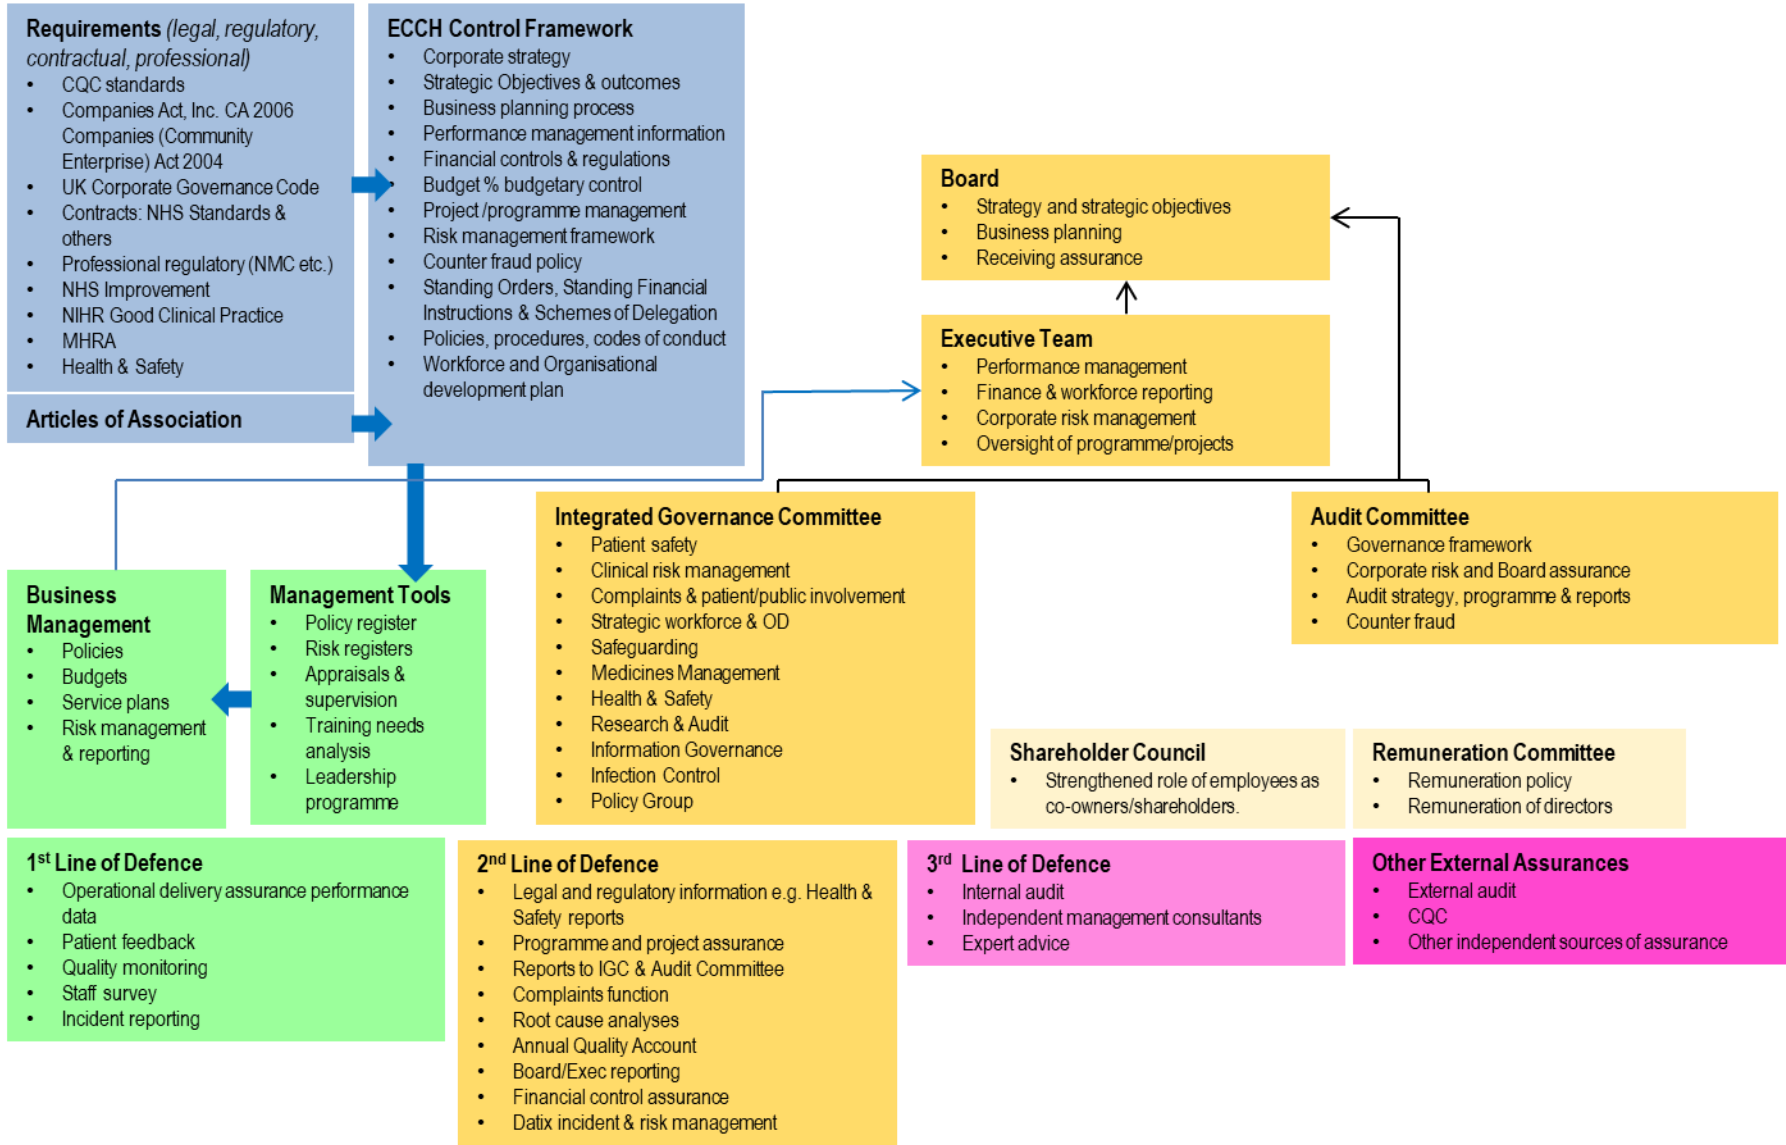 Requirements (legal, regulatory,
contractual, professional)
• CQC standards
• Companies Act, Inc. CA 2006
Companies (Community
Enterprise) Act 2004
• UK Corporate Governance Code
• Contracts: NHS Standards &
others
• Professional regulatory (NMC etc.)
• NHS Improvement
• NIHR Good Clinical Practice
• MHRA
• Health & Safety
Articles of Association
ECCH Control Framework
• Corporate strategy
• Strategic Objectives & outcomes
• Business planning process
• Performance management information
• Financial controls & regulations
• Budget % budgetary control
• Project /programme management
• Risk management framework
• Counter fraud policy
• Standing Orders, Standing Financial
Instructions & Schemes of Delegation
• Policies, procedures, codes of conduct
• Workforce and Organisational
development plan
Board
• Strategy and strategic objectives
• Business planning
• Receiving assurance
Executive Team
• Performance management
• Finance & workforce reporting
• Corporate risk management
• Oversight of programme/projects
Business
Management
• Policies
• Budgets
• Service plans
• Risk management
& reporting
Management Tools
• Policy register
• Risk registers
• Appraisals &
supervision
• Training needs
analysis
• Leadership
programme
Integrated Governance Committee
• Patient safety
• Clinical risk management
• Complaints & patient/public involvement
• Strategic workforce & OD
• Safeguarding
• Medicines Management
• Health & Safety
• Research & Audit
• Information Governance
• Infection Control
• Policy Group
Audit Committee
• Governance framework
• Corporate risk and Board assurance
• Audit strategy, programme & reports
• Counter fraud
Shareholder Council
• Strengthened role of employees as
co-owners/shareholders.
Remuneration Committee
• Remuneration policy
• Remuneration of directors
1st Line of Defence
• Operational delivery assurance performance
data
• Patient feedback
• Quality monitoring
• Staff survey
• Incident reporting
2nd Line of Defence
• Legal and regulatory information e.g. Health &
Safety reports
• Programme and project assurance
• Reports to IGC & Audit Committee
• Complaints function
• Root cause analyses
• Annual Quality Account
• Board/Exec reporting
• Financial control assurance
• Datix incident & risk management
3rd Line of Defence
• Internal audit
• Independent management consultants
• Expert advice
Other External Assurances
• External audit
• CQC
• Other independent sources of assurance